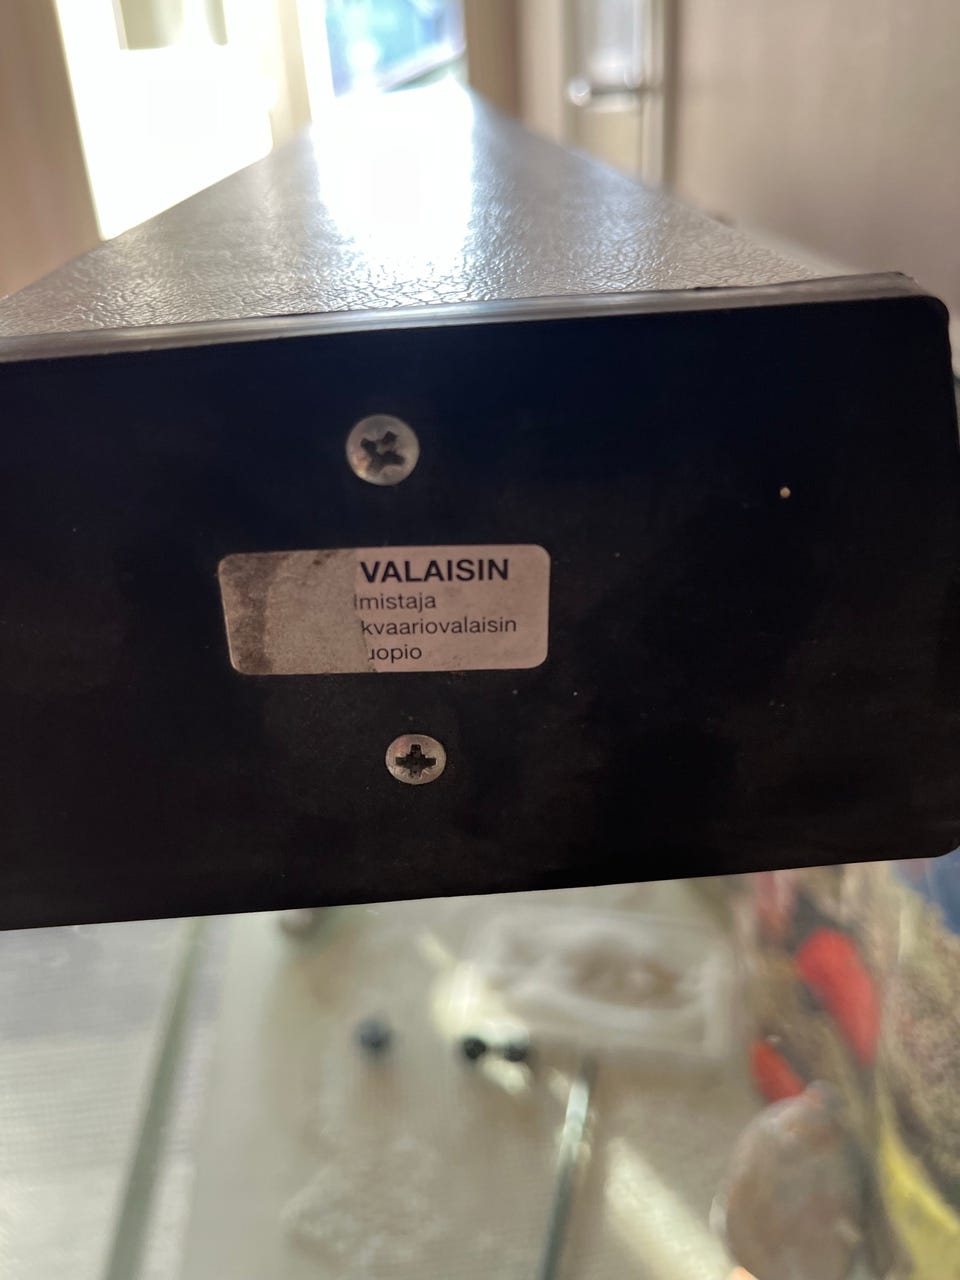 VALAISIN
lmistaja
kvaariovalaisin
uopio